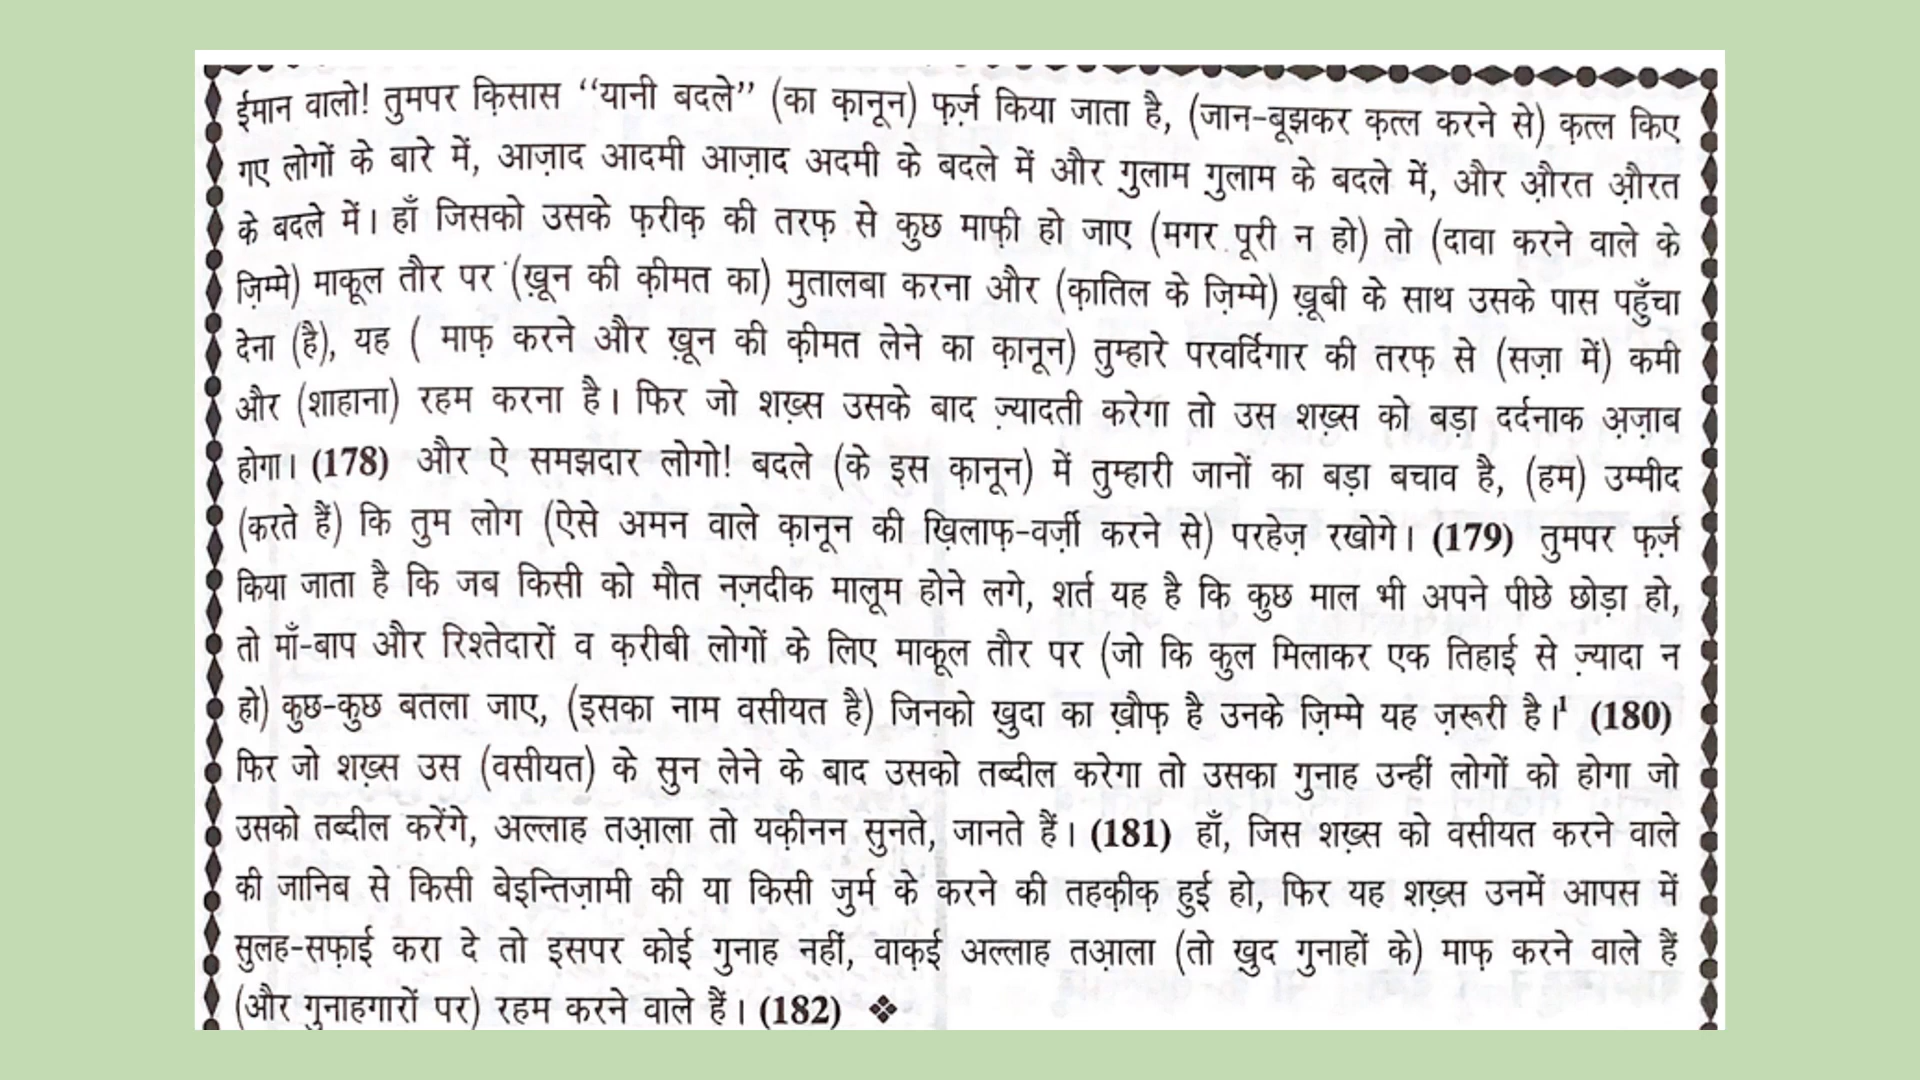 ईमान वालो! तुमपर क़िसास ‘‘यानी बदले’’ (का क़ानून) फ़र्ज़ किया जाता है, (जान-बूझकर क़त्ल करने से) क़त्ल किए
गए लोगों के बारे में, आज़ाद आदमी आज़ाद अदमी के बदले में और ग़ुलाम ग़ुलाम के बदले में, और औ़रत औ़रत
के बदले में। हाँ जिसको उसके फ़रीक़ की तरफ़ से कुछ माफ़ी हो जाए (मगर पूरी न हो) तो (दावा करने वाले के
ज़िम्मे) माक़ूल तौर पर (ख़ून की क़ीमत का) मुतालबा करना और (क़ातिल के ज़िम्मे) ख़ूबी के साथ उसके पास पहुँचा
देना (है), यह ( माफ़ करने और ख़ून की क़ीमत लेने का क़ानून) तुम्हारे परवर्दिगार की तरफ़ से (सज़ा में) कमी
और (शाहाना) रहम करना है। फिर जो शख़्स उसके बाद ज़्यादती करेगा तो उस शख़्स को बड़ा दर्दनाक अ़ज़ाब
होगा। (178) और ऐ समझदार लोगो! बदले (के इस क़ानून) में तुम्हारी जानों का बड़ा बचाव है, (हम) उम्मीद
(करते हैं) कि तुम लोग (ऐसे अमन वाले क़ानून की ख़िलाफ़-वर्ज़ी करने से) परहेज़ रखोगे। (179) तुमपर फ़र्ज़
किया जाता है कि जब किसी को मौत नज़दीक मालूम होने लगे, शर्त यह है कि कुछ माल भी अपने पीछे छोड़ा हो,
तो माँ-बाप और रिश्तेदारों व क़रीबी लोगों के लिए माक़ूल तौर पर (जो कि कुल मिलाकर एक तिहाई से ज़्यादा न
हो) कुछ-कुछ बतला जाए, (इसका नाम वसीयत है) जिनको ख़ुदा का ख़ौफ़ है उनके ज़िम्मे यह ज़रूरी है।¹ (180)
फिर जो शख़्स उस (वसीयत) के सुन लेने के बाद उसको तब्दील करेगा तो उसका गुनाह उन्हीं लोगों को होगा जो
उसको तब्दील करेंगे, अल्लाह तआ़ला तो यक़ीनन सुनते, जानते हैं। (181) हाँ, जिस शख़्स को वसीयत करने वाले
की जानिब से किसी बेइन्तिज़ामी की या किसी जुर्म के करने की तहक़ीक़ हुई हो, फिर यह शख़्स उनमें आपस में
सुलह-सफ़ाई करा दे तो इसपर कोई गुनाह नहीं, वाक़ई अल्लाह तआ़ला (तो ख़ुद गुनाहों के) माफ़ करने वाले हैं
(और गुनाहगारों पर) रहम करने वाले हैं। (182) ❖